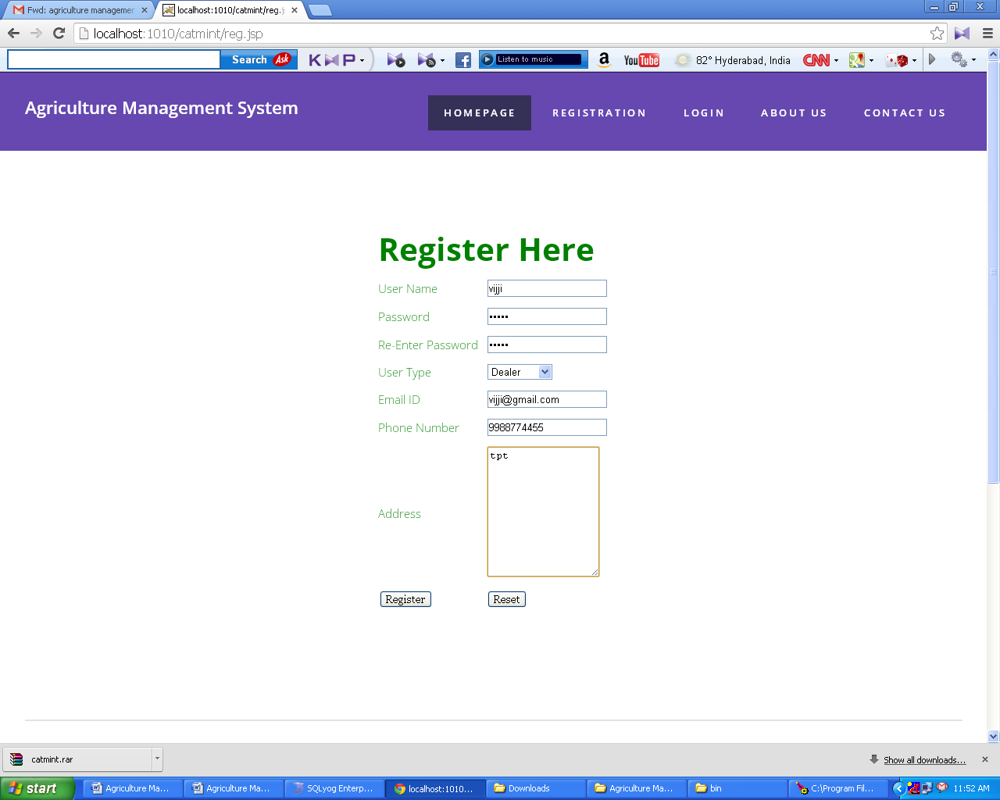 Fwd: agriculture managemen
localhost:1010/catmint/reg.j
localhost:1010/catmint/reg.jsp
Search Ask KMP Listen to music a YouTube 82° Hyderabad, India CNN
Agriculture Management System
HOMEPAGE REGISTRATION LOGIN ABOUT US CONTACT US
Register Here
User Name vijji
Password •••••
Re-Enter Password •••••
User Type Dealer
Email ID vijji@gmail.com
Phone Number 9988774455
tpt
Address
Register Reset
catmint.rar Show all downloads...
start Agriculture Ma... Agriculture Ma... SQLyog Enterp... localhost:1010... Downloads Agriculture Ma... bin C:\Program Fil... 11:52 AM